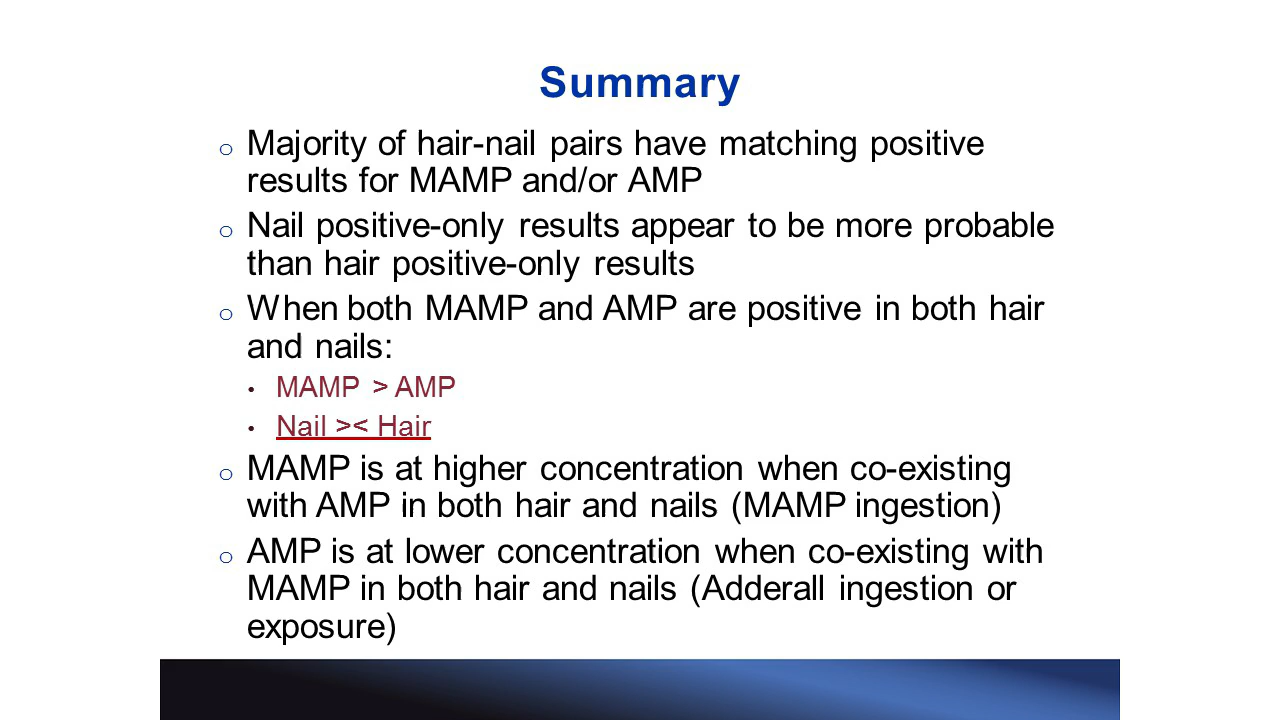 Summary
o Majority of hair-nail pairs have matching positive
results for MAMP and/or AMP
o Nail positive-only results appear to be more probable
than hair positive-only results
o When both MAMP and AMP are positive in both hair
and nails:
• MAMP > AMP
• Nail >< Hair
o MAMP is at higher concentration when co-existing
with AMP in both hair and nails (MAMP ingestion)
o AMP is at lower concentration when co-existing with
MAMP in both hair and nails (Adderall ingestion or
exposure)